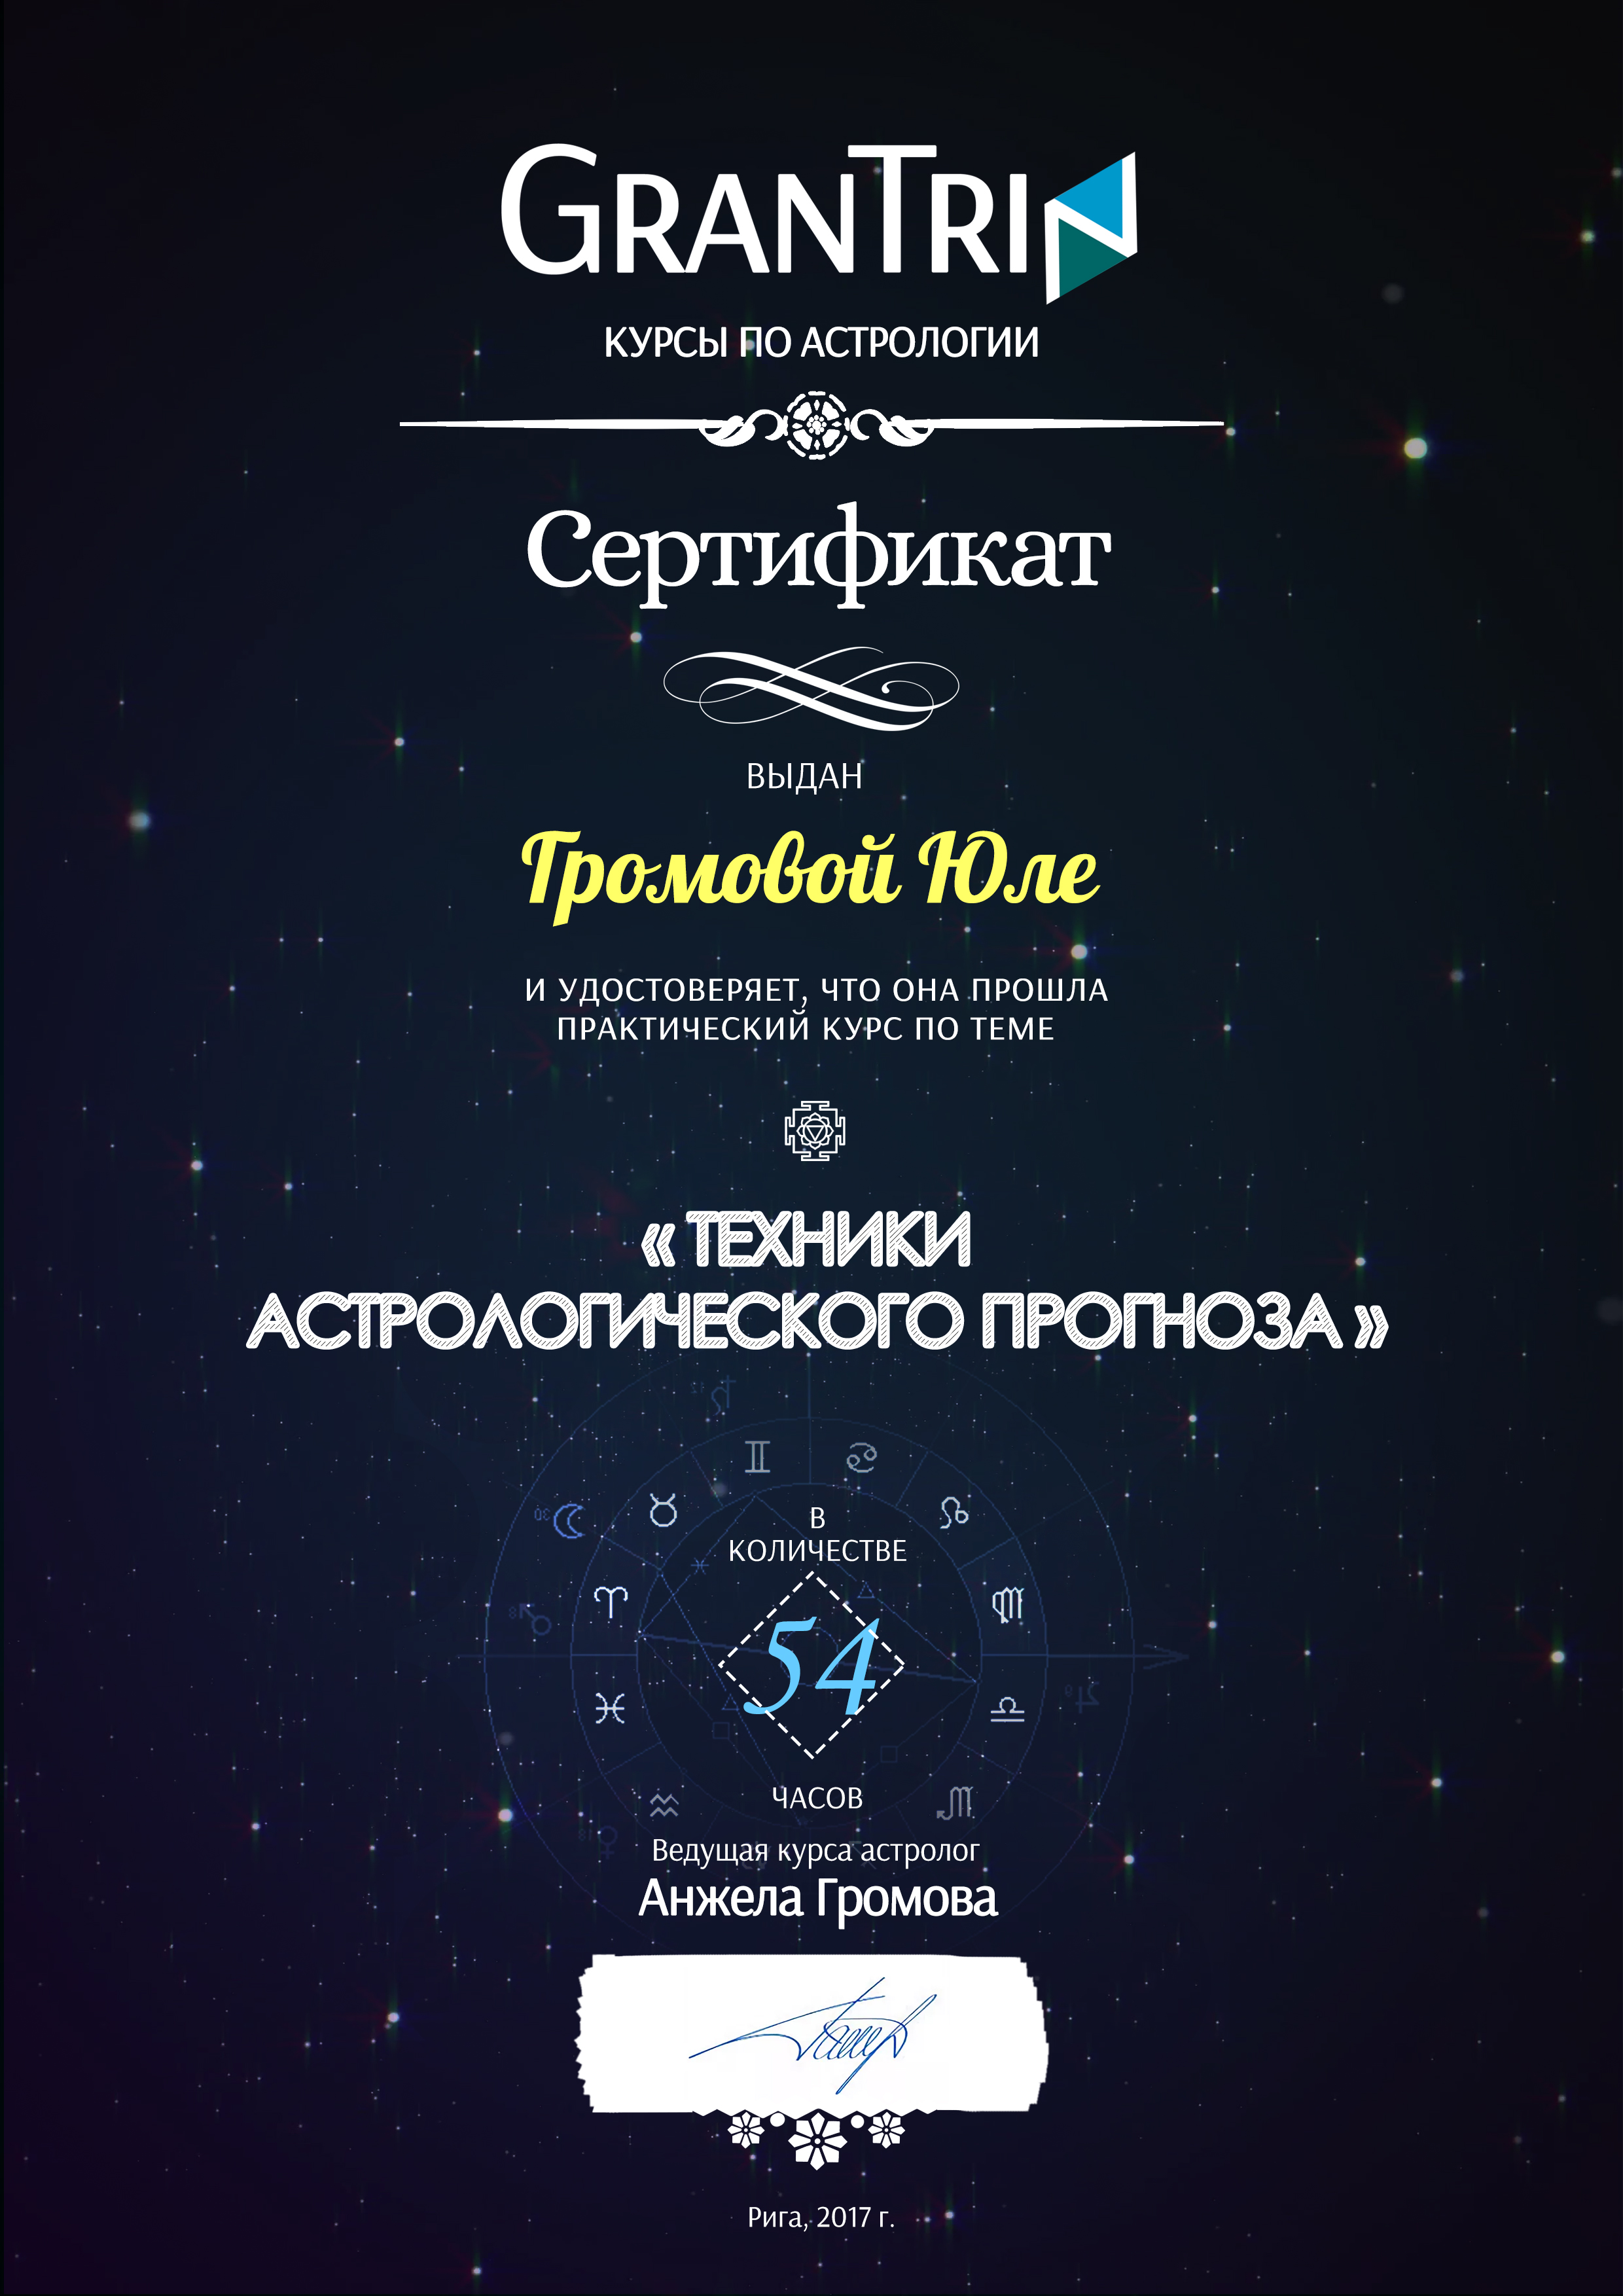 GRANTRIN
КУРСЫ ПО АСТРОЛОГИИ
Сертификат
ВЫДАН
Громовой Юле
И УДОСТОВЕРЯЕТ, ЧТО ОНА ПРОШЛА
ПРАКТИЧЕСКИЙ КУРС ПО ТЕМЕ
« ТЕХНИКИ
АСТРОЛОГИЧЕСКОГО ПРОГНОЗА »
В
КОЛИЧЕСТВЕ
54
ЧАСОВ
Ведущая курса астролог
Анжела Громова
Рига, 2017 г.